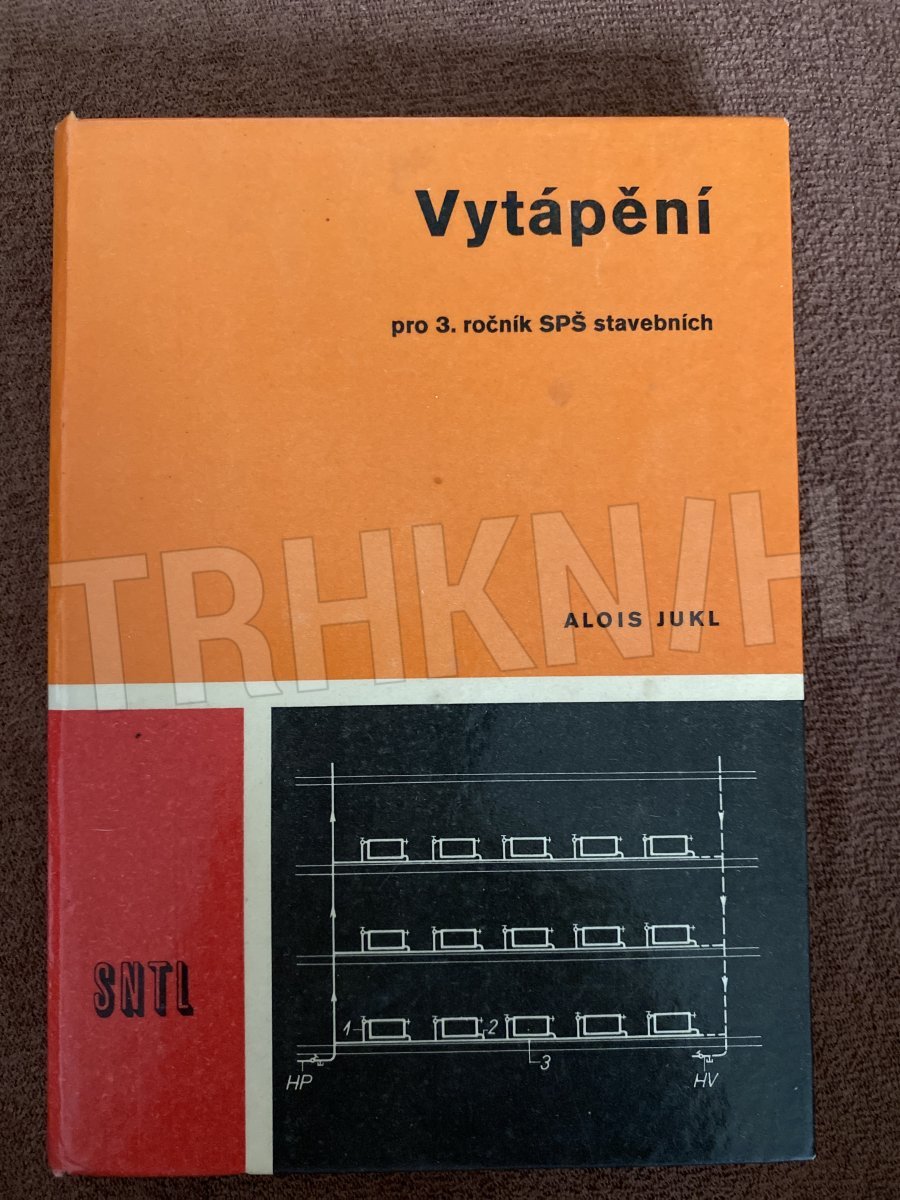 Vytápění
pro 3. ročník SPŠ stavebních
TRHKNIH
ALOIS JUKL
SNTL
1
2
3
HP
HV